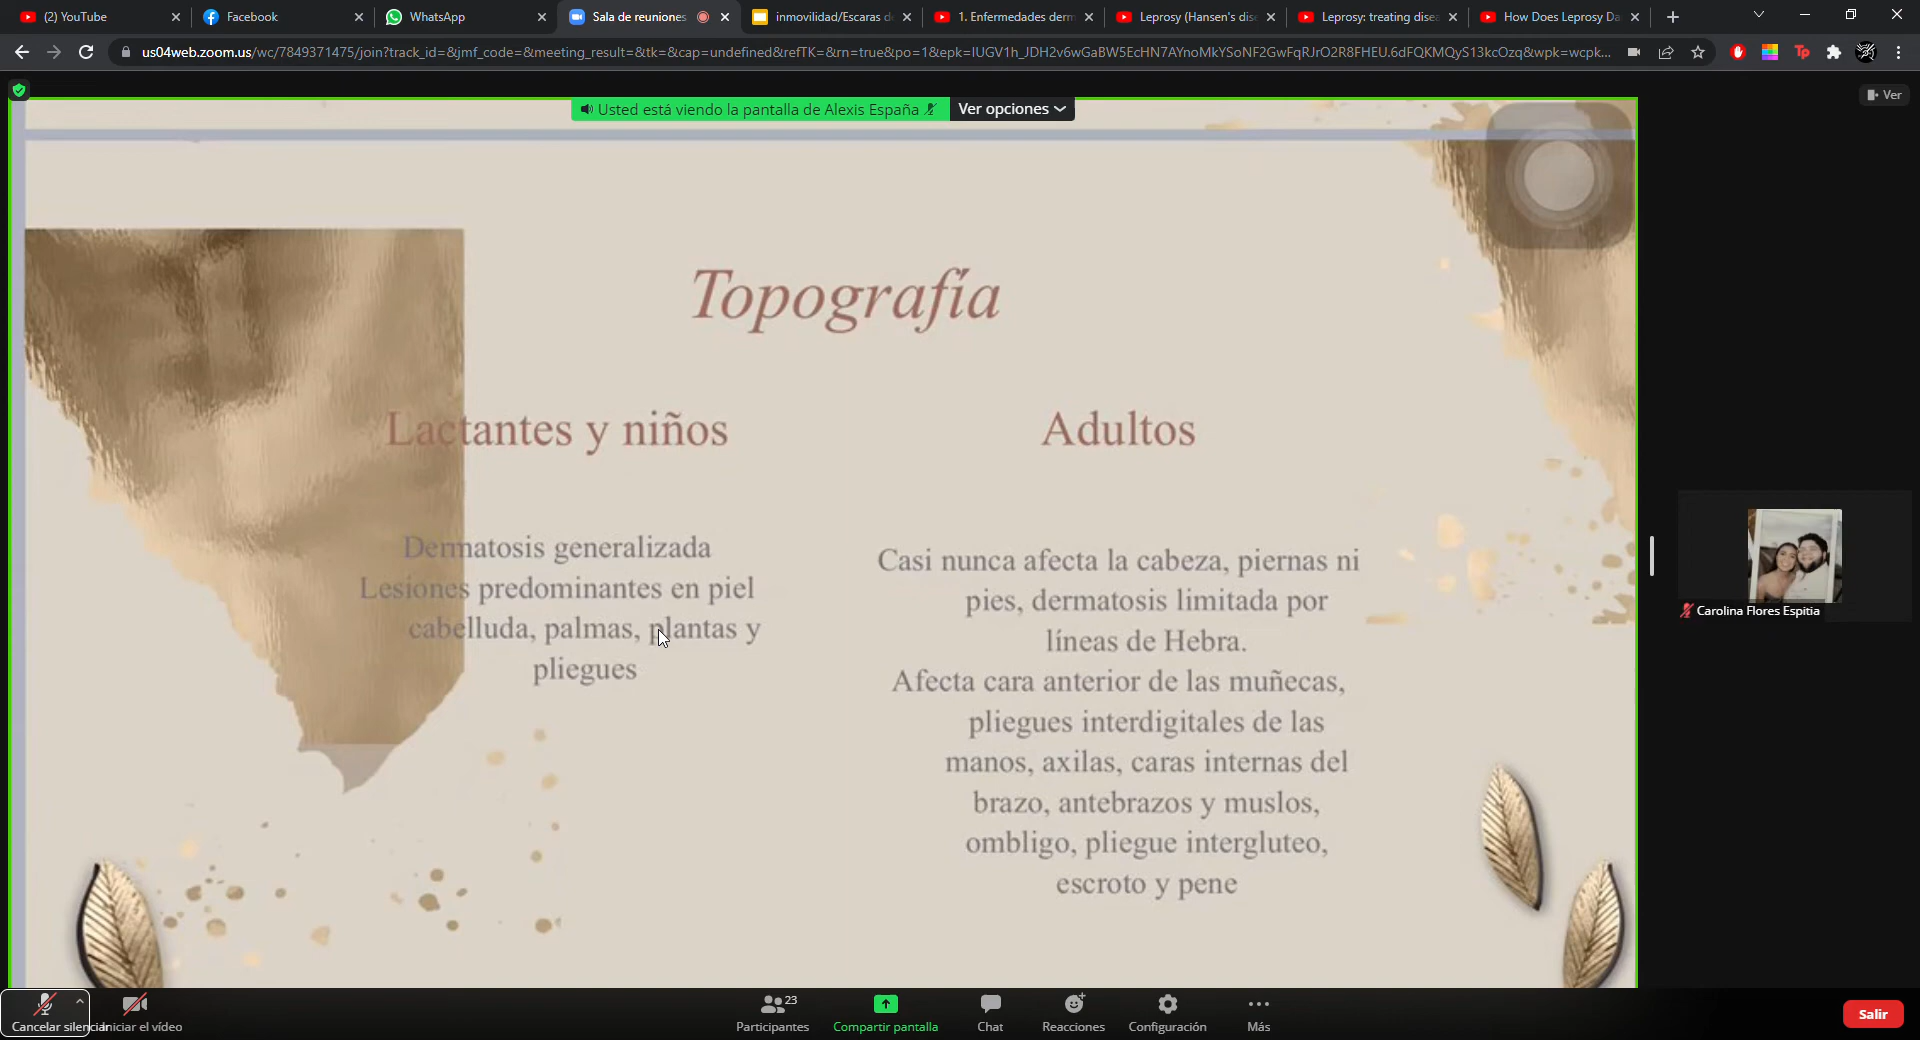 (2) YouTube
Facebook
WhatsApp
Sala de reuniones
inmovilidad/Escaras d
1. Enfermedades derm
Leprosy (Hansen's dis
Leprosy: treating disea
How Does Leprosy Da
us04web.zoom.us/wc/7849371475/join?track_id=&jmf_code=&meeting_result=&tk=&cap=undefined&refTK=&rn=true&po=1&epk=IUGV1h_JDH2v6wGaBW5EcHN7AYnoMkYSoNF2GwFqRJrO2R8FHEU.6dFQKMQyS13kcOzq&wpk=wcpk...
Usted está viendo la pantalla de Alexis España
Ver opciones
Ver
Topografía
Lactantes y niños
Dermatosis generalizada
Lesiones predominantes en piel
cabelluda, palmas, plantas y
pliegues
Adultos
Casi nunca afecta la cabeza, piernas ni
pies, dermatosis limitada por
líneas de Hebra.
Afecta cara anterior de las muñecas,
pliegues interdigitales de las
manos, axilas, caras internas del
brazo, antebrazos y muslos,
ombligo, pliegue intergluteo,
escroto y pene
Carolina Flores Espitia
Cancelar silenciar
Iniciar el vídeo
23
Participantes
Compartir pantalla
Chat
Reacciones
Configuración
Más
Salir